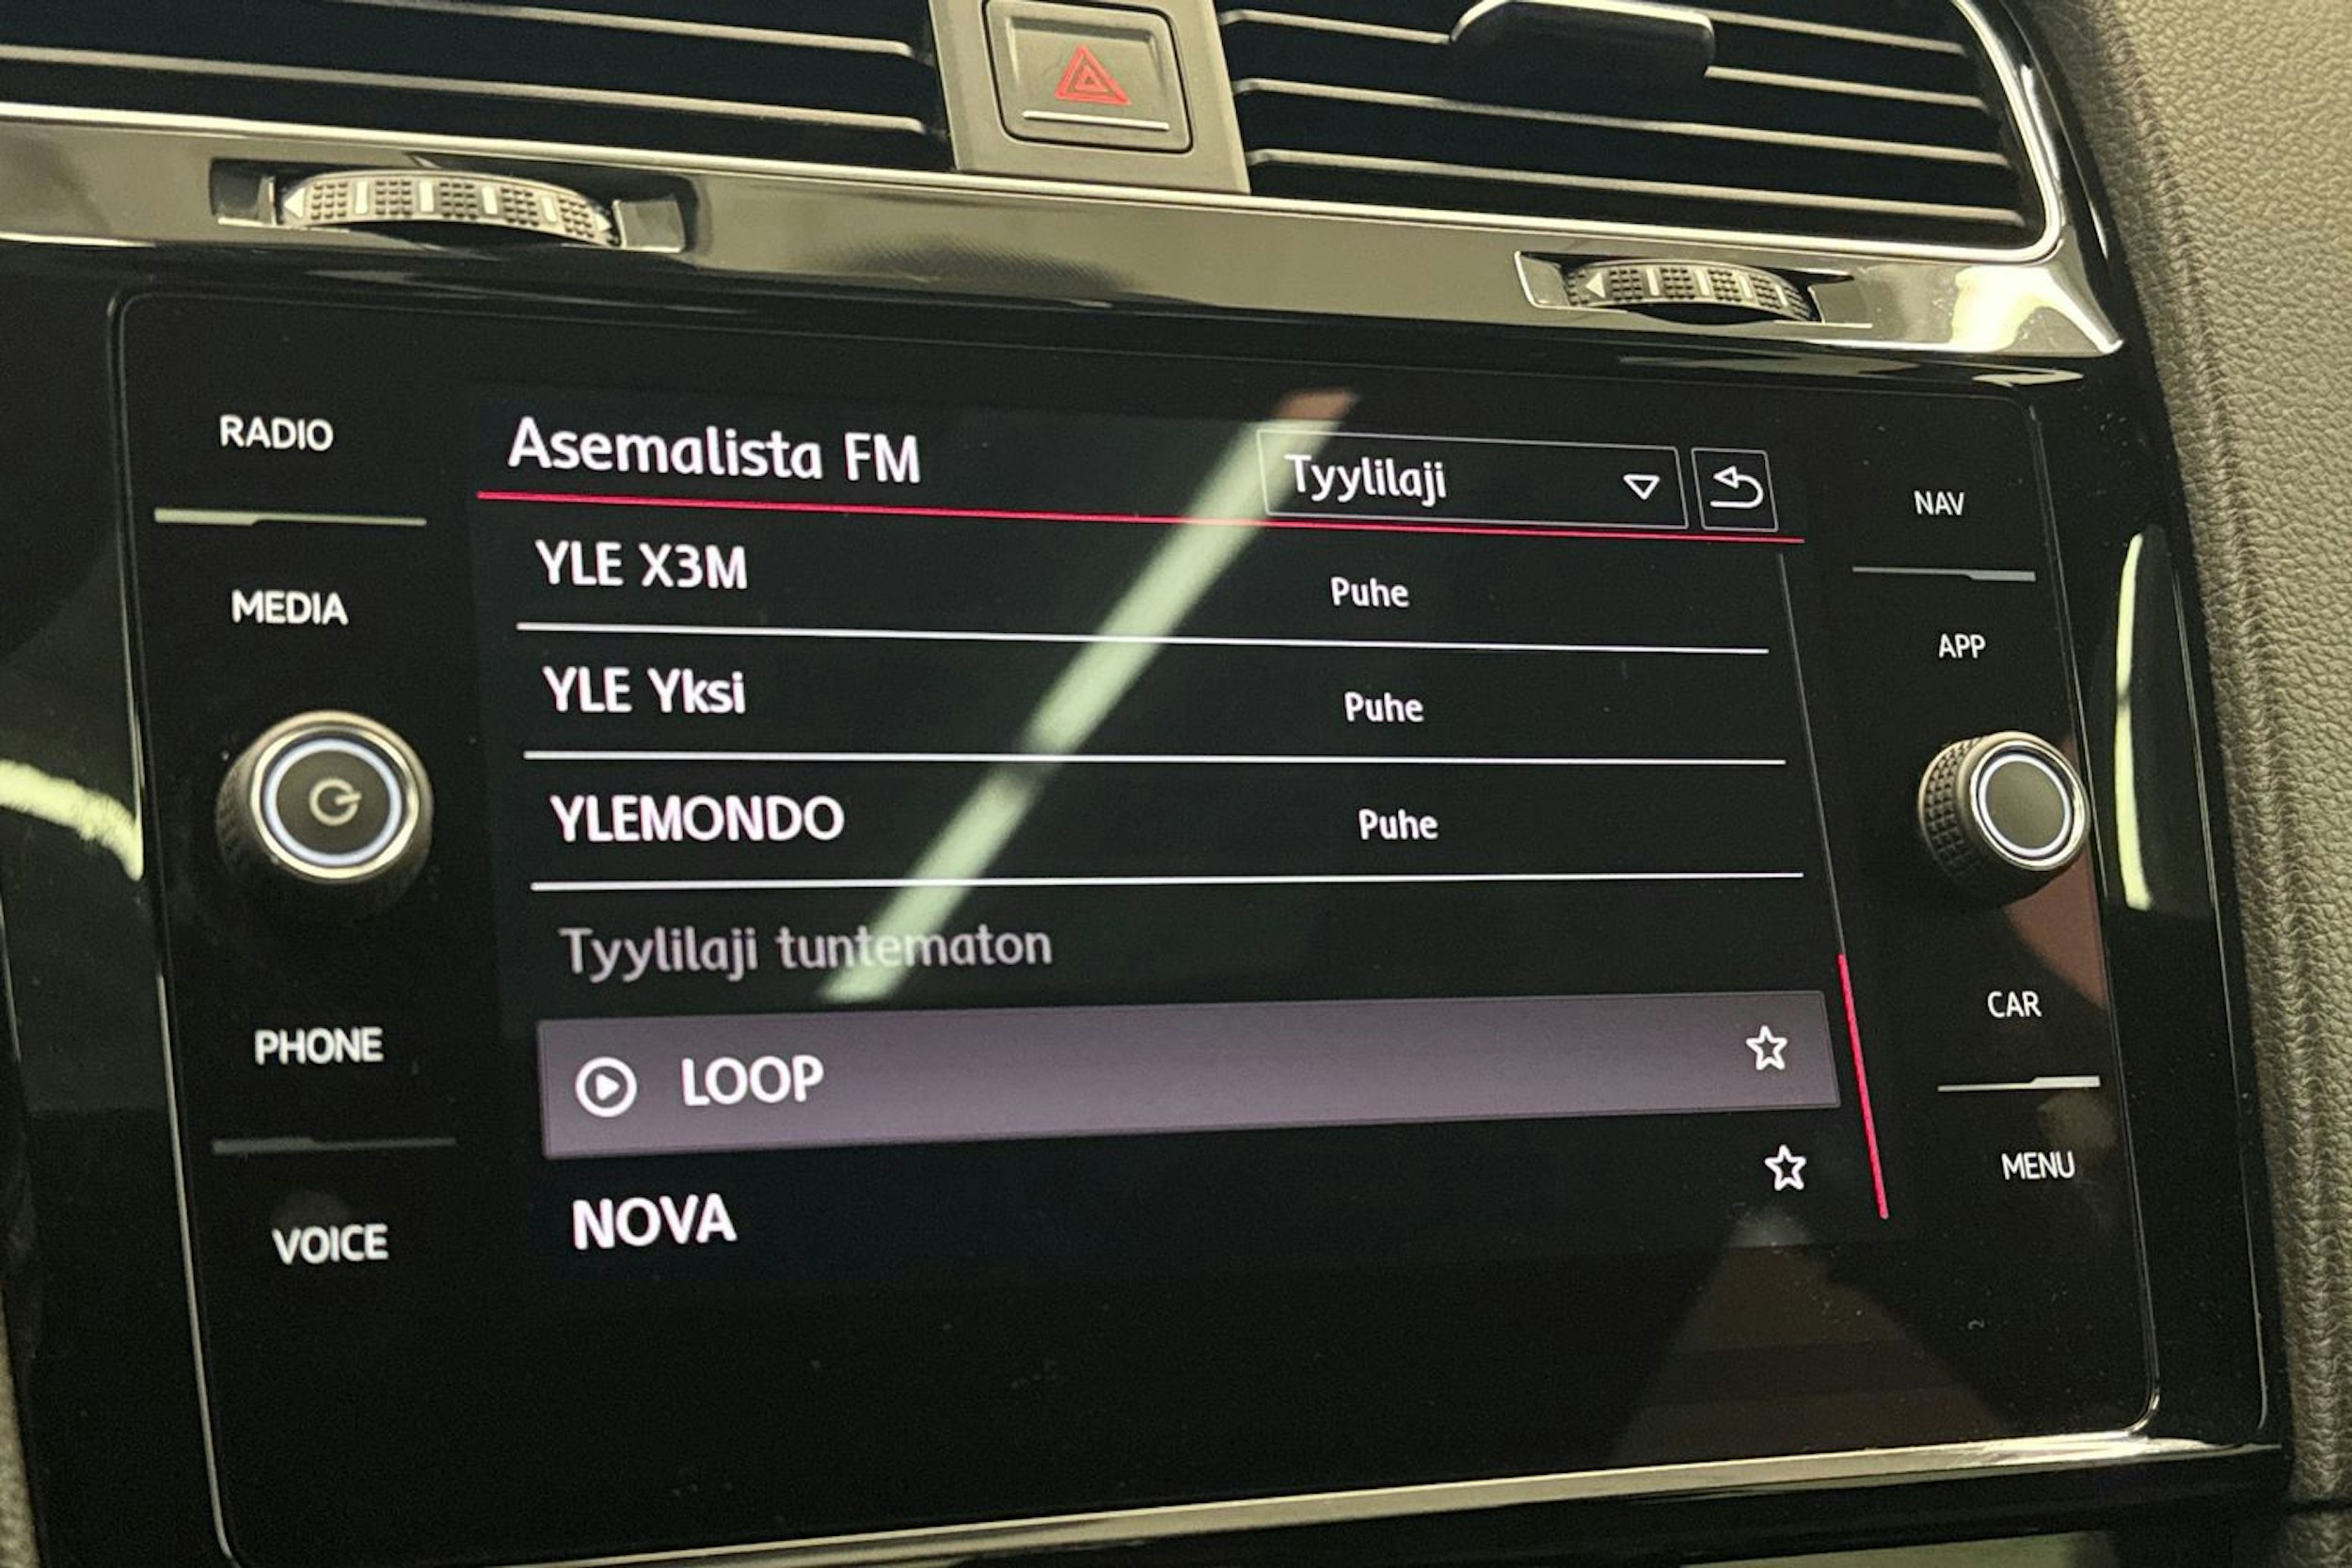 RADIO
MEDIA
PHONE
VOICE
Asemalista FM
Tyylilaji
YLE X3M Puhe
YLE Yksi Puhe
YLEMONDO Puhe
Tyylilaji tuntematon
LOOP
NOVA
NAV
APP
CAR
MENU